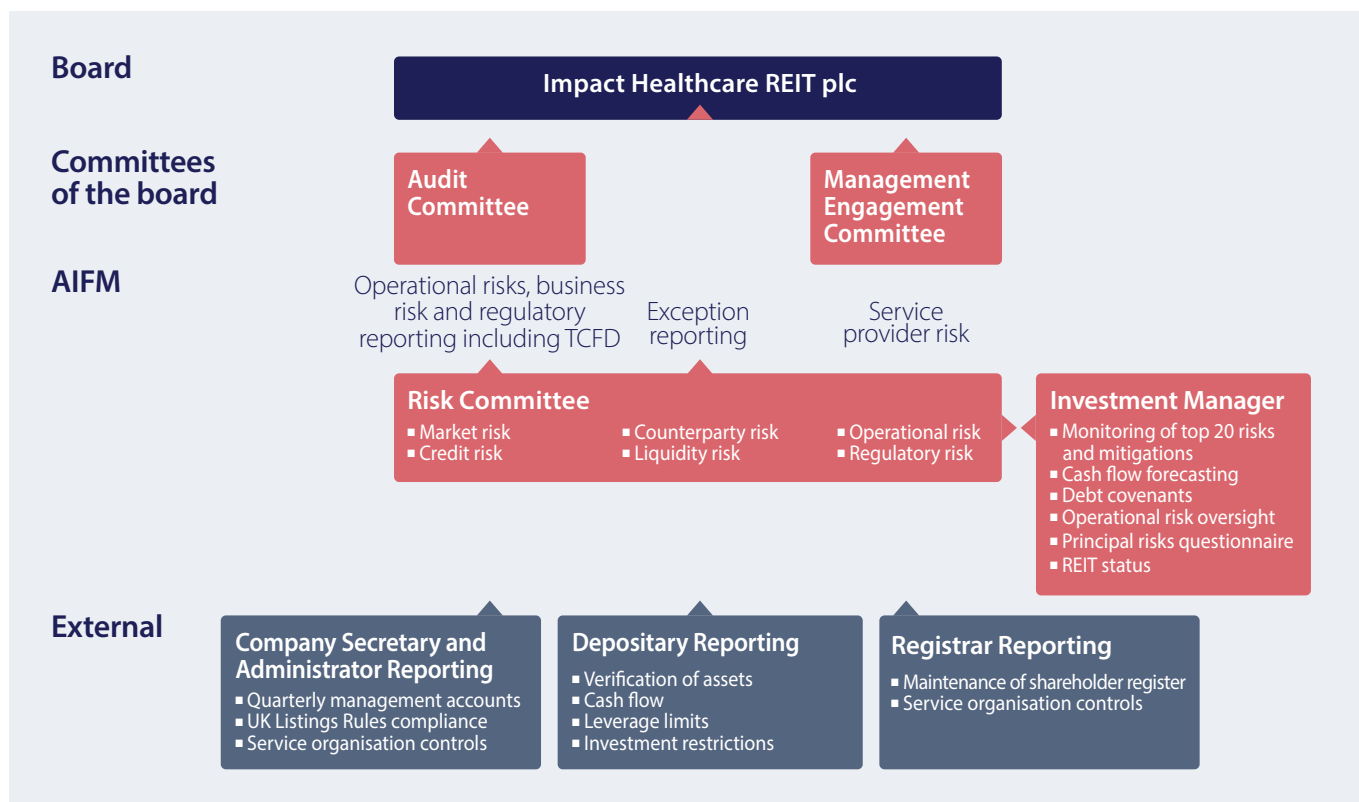 Board
Impact Healthcare REIT plc
Committees
of the board
Audit
Committee
Management
Engagement
Committee
AIFM
Operational risks, business
risk and regulatory
reporting including TCFD
Exception
reporting
Service
provider risk
Risk Committee
▪ Market risk
▪ Credit risk
▪ Counterparty risk
▪ Liquidity risk
▪ Operational risk
▪ Regulatory risk
Investment Manager
▪ Monitoring of top 20 risks
and mitigations
▪ Cash flow forecasting
▪ Debt covenants
▪ Operational risk oversight
▪ Principal risks questionnaire
▪ REIT status
External
Company Secretary and
Administrator Reporting
▪ Quarterly management accounts
▪ UK Listings Rules compliance
▪ Service organisation controls
Depositary Reporting
▪ Verification of assets
▪ Cash flow
▪ Leverage limits
▪ Investment restrictions
Registrar Reporting
▪ Maintenance of shareholder register
▪ Service organisation controls